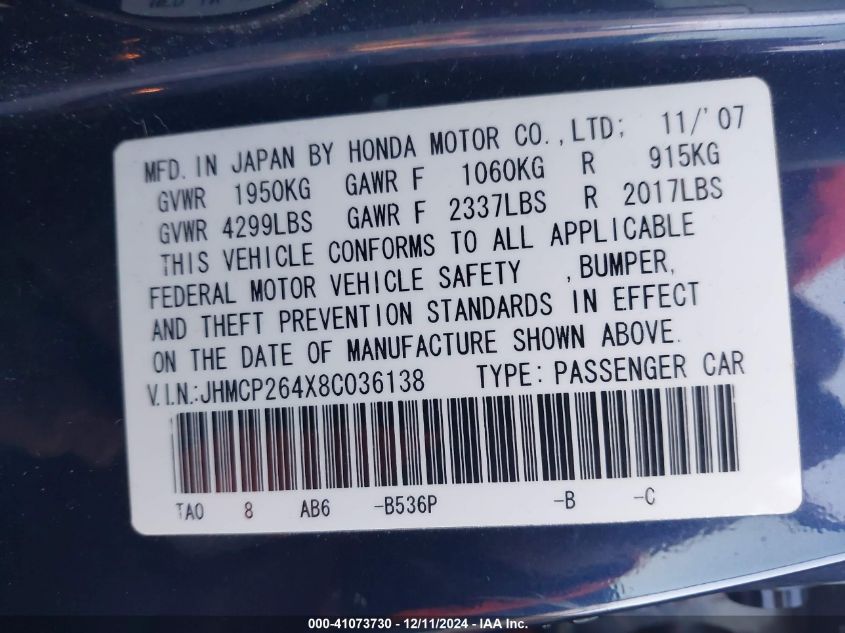 MFD. IN JAPAN BY HONDA MOTOR CO., LTD; 11/'07
GVWR 1950KG GAWR F 1060KG R 915KG
GVWR 4299LBS GAWR F 2337LBS R 2017LBS
THIS VEHICLE CONFORMS TO ALL APPLICABLE
FEDERAL MOTOR VEHICLE SAFETY , BUMPER,
AND THEFT PREVENTION STANDARDS IN EFFECT
ON THE DATE OF MANUFACTURE SHOWN ABOVE.
V.I.N.:JHMCP264X8C036138 TYPE: PASSENGER CAR
TA0 8 AB6 -B536P -B -C
000-41073730 - 12/11/2024 - IAA Inc.